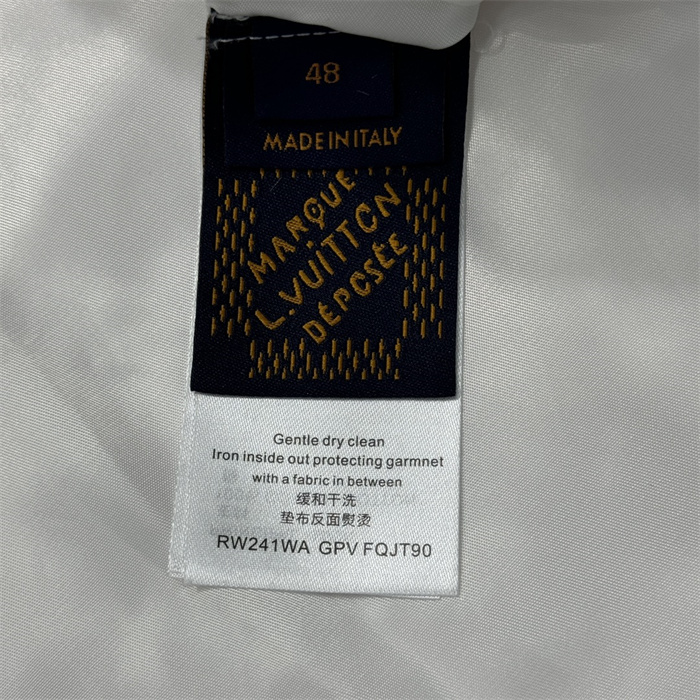 48
MADE IN ITALY
MARQUE
L.VUITTON
DÉPOSÉE
Gentle dry clean
Iron inside out protecting garmnet
with a fabric in between
缓和干洗
垫布反面熨烫
RW241WA GPV FQJT90